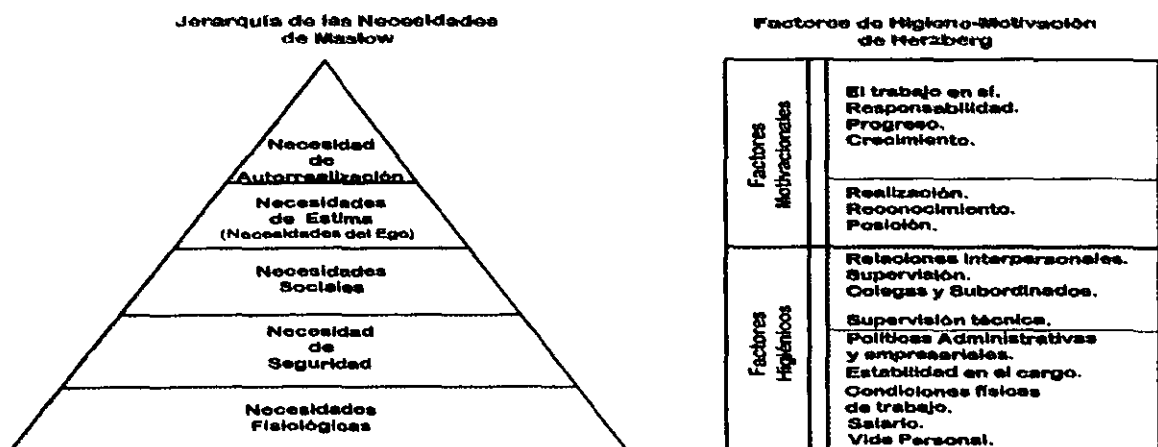 Jerarquía de las Necesidades
de Maslow
Necesidad
de
Autorrealización
Necesidades
de Estima
(Necesidades del Ego)
Necesidades
Sociales
Necesidad
de
Seguridad
Necesidades
Fisiológicas
Factores de Higiene-Motivación
de Herzberg
Factores
Motivacionales
El trabajo en sí.
Responsabilidad.
Progreso.
Crecimiento.
Realización.
Reconocimiento.
Posición.
Factores
Higiénicos
Relaciones Interpersonales.
Supervisión.
Colegas y Subordinados.
Supervisión técnica.
Políticas Administrativas
y empresariales.
Estabilidad en el cargo.
Condiciones físicas
de trabajo.
Salario.
Vida Personal.